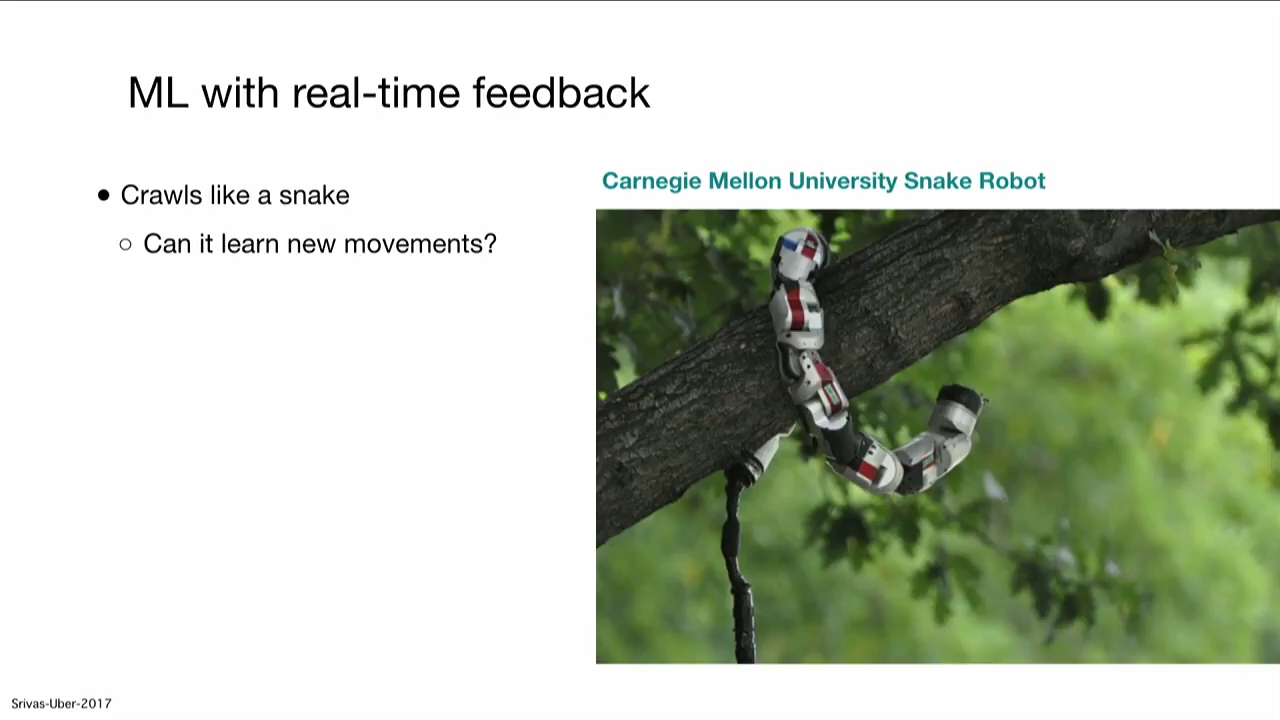 ML with real-time feedback
● Crawls like a snake
○ Can it learn new movements?
Carnegie Mellon University Snake Robot
Srivas-Uber-2017